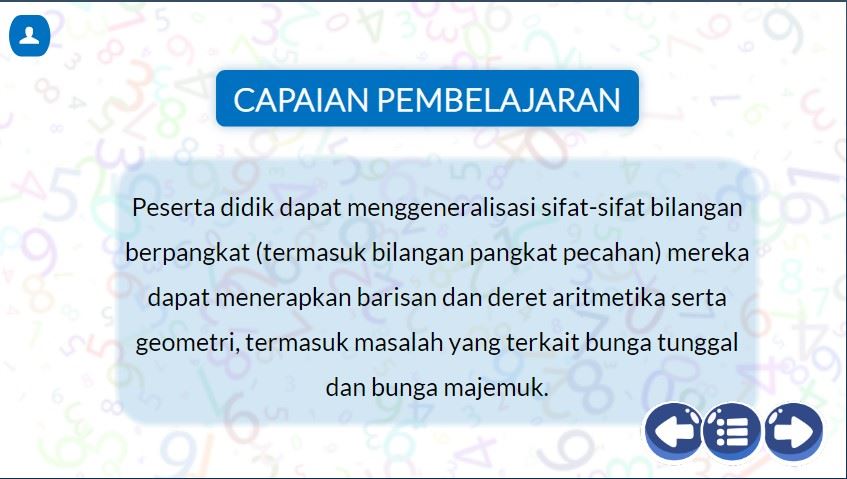 CAPAIAN PEMBELAJARAN
Peserta didik dapat menggeneralisasi sifat-sifat bilangan
berpangkat (termasuk bilangan pangkat pecahan) mereka
dapat menerapkan barisan dan deret aritmetika serta
geometri, termasuk masalah yang terkait bunga tunggal
dan bunga majemuk.